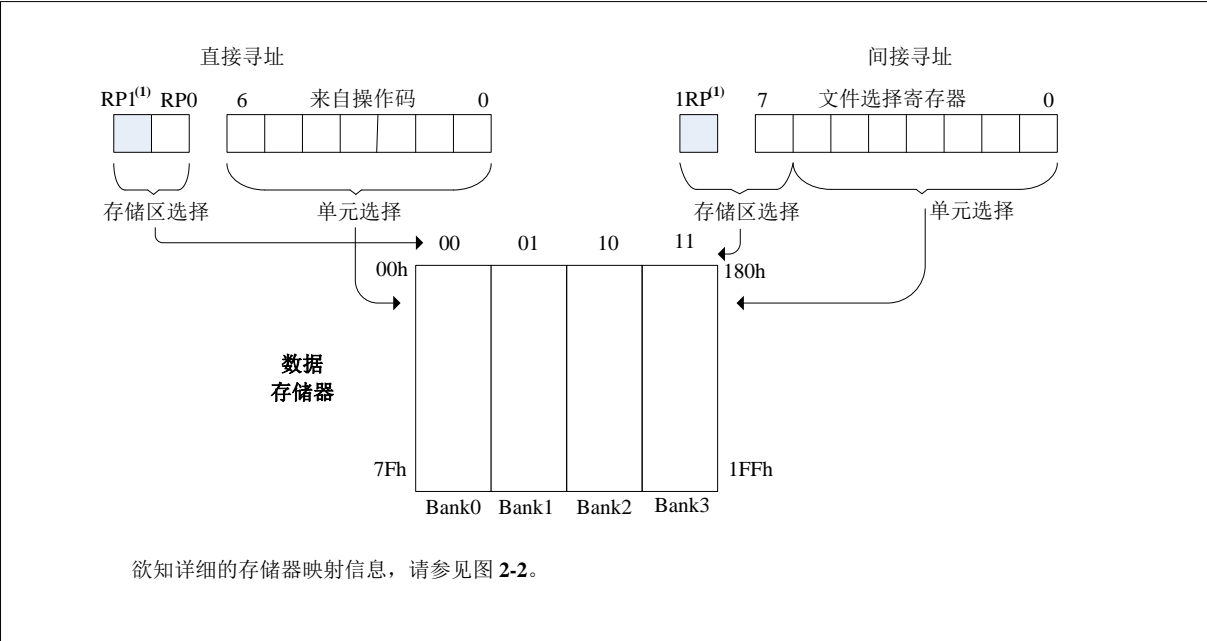 直接寻址 间接寻址
RP1(1) RP0 6 来自操作码 0 1RP(1) 7 文件选择寄存器 0
存储区选择 单元选择 存储区选择 单元选择
00 01 10 11
00h 180h
数据
存储器
7Fh 1FFh
Bank0 Bank1 Bank2 Bank3
欲知详细的存储器映射信息，请参见图 2-2。